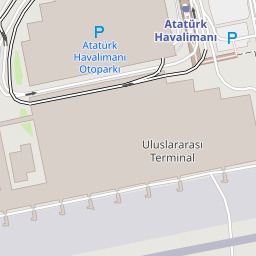 Atatürk
Havalimanı
P
P
Atatürk
Havalimanı
Otoparkı
Uluslararası
Terminal